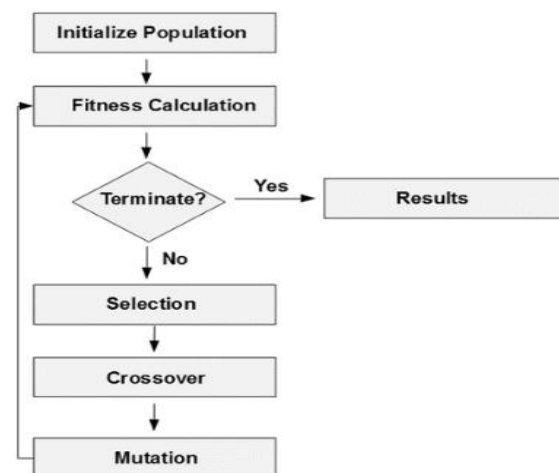 Initialize Population
Fitness Calculation
Terminate?
Yes
Results
No
Selection
Crossover
Mutation